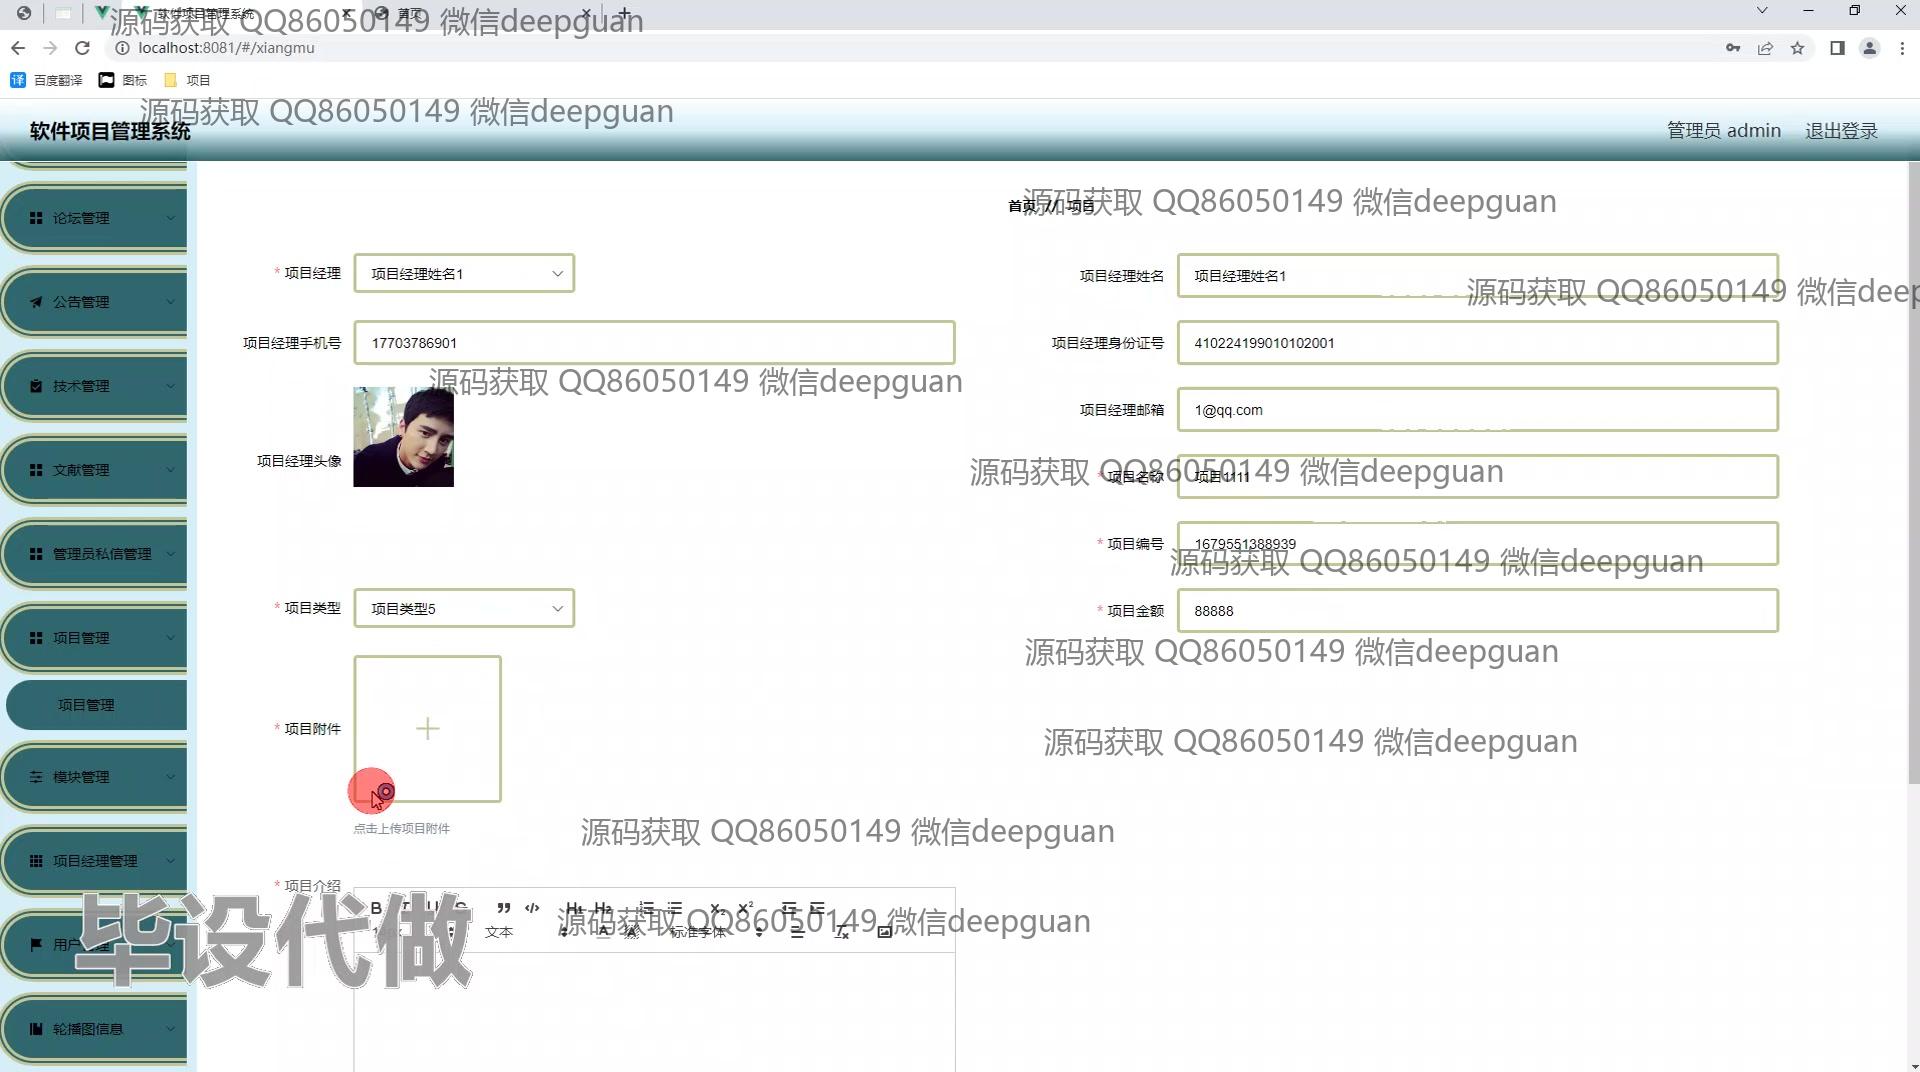 软件项目管理系统
首页
源码获取 QQ86050149 微信deepguan
localhost:8081/#/xiangmu
百度翻译
图标
项目
源码获取 QQ86050149 微信deepguan
软件项目管理系统
管理员 admin
退出登录
首页 // 项目
源码获取 QQ86050149 微信deepguan
论坛管理
公告管理
技术管理
文献管理
管理员私信管理
项目管理
项目管理
模块管理
项目经理管理
用户管理
轮播图信息
* 项目经理
项目经理姓名1
项目经理姓名
项目经理姓名1
源码获取 QQ86050149 微信deep
项目经理手机号
17703786901
项目经理身份证号
410224199010102001
源码获取 QQ86050149 微信deepguan
项目经理头像
项目经理邮箱
1@qq.com
* 项目名称
项目1111
源码获取 QQ86050149 微信deepguan
* 项目编号
1679551388939
源码获取 QQ86050149 微信deepguan
* 项目类型
项目类型5
* 项目金额
88888
源码获取 QQ86050149 微信deepguan
* 项目附件
源码获取 QQ86050149 微信deepguan
点击上传项目附件
源码获取 QQ86050149 微信deepguan
* 项目介绍
文本
标准字体
源码获取 QQ86050149 微信deepguan
毕设代做